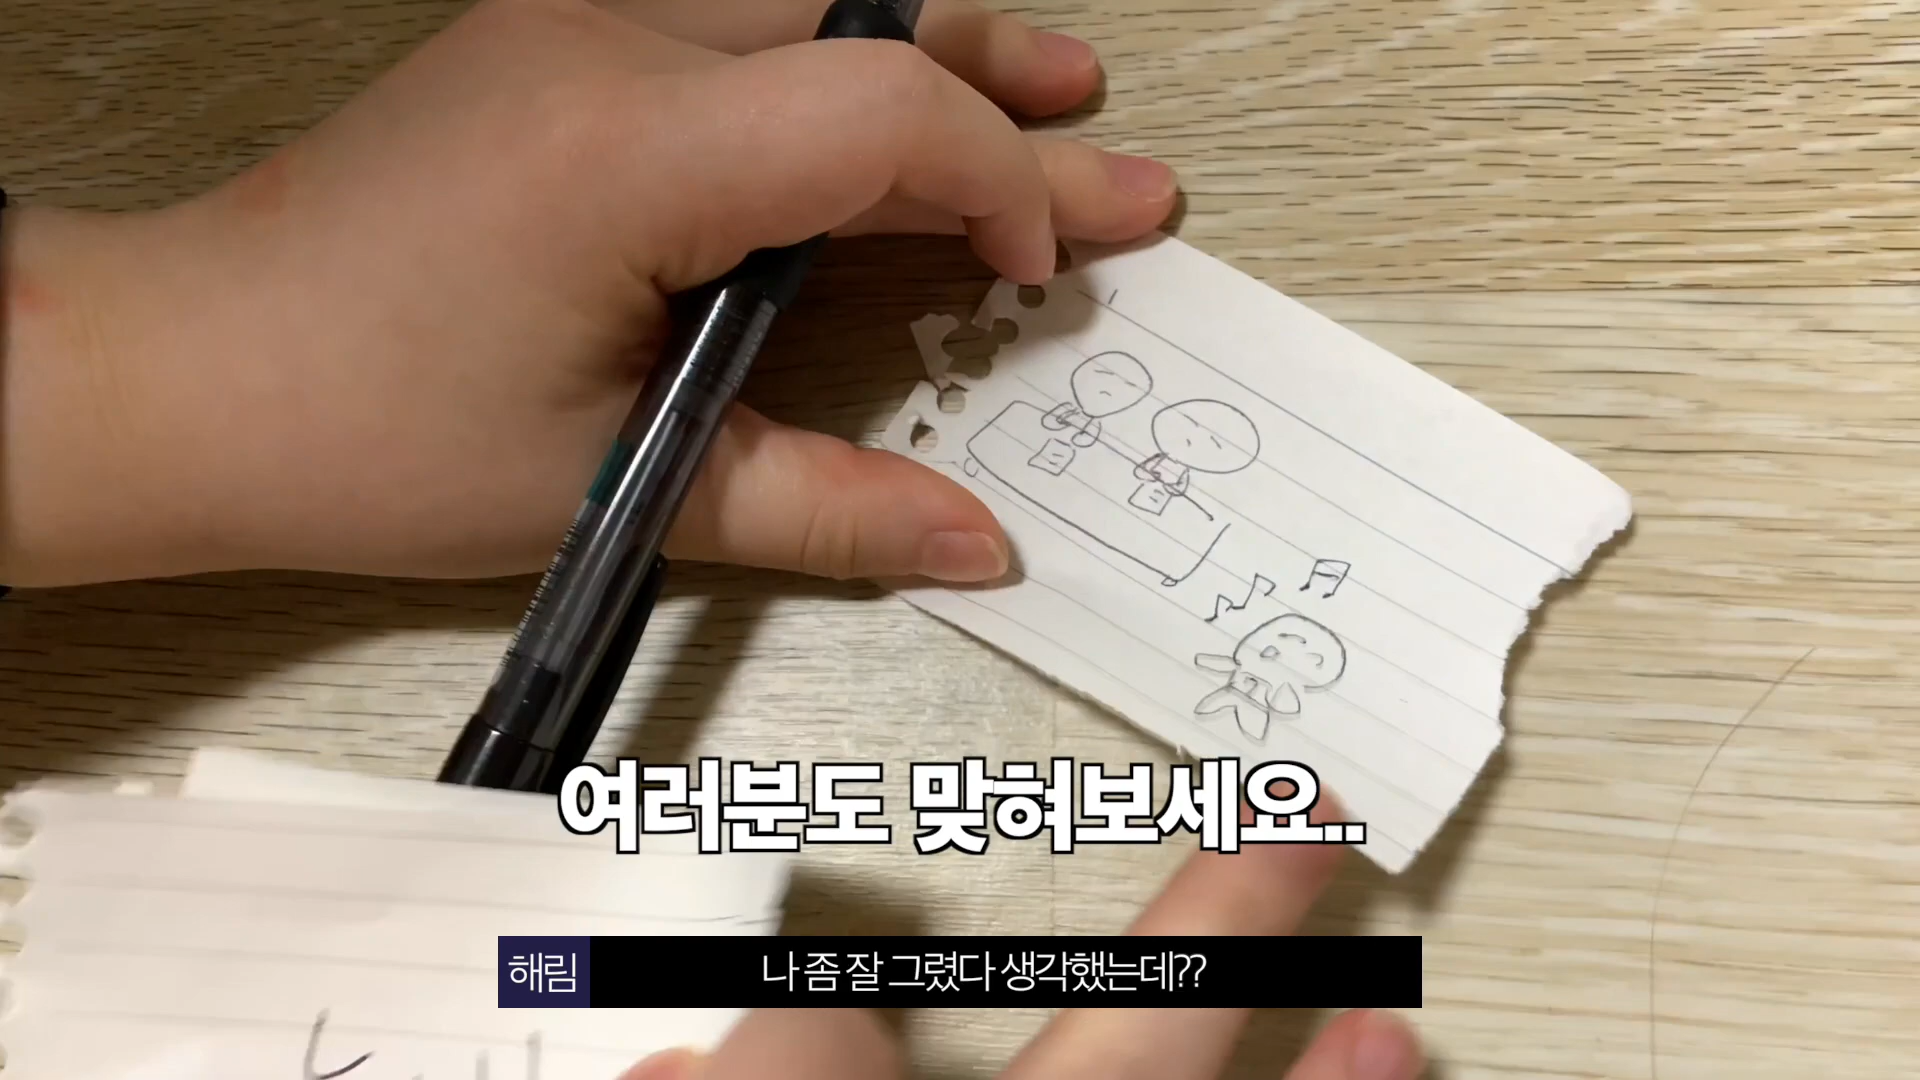 여러분도 맞혀보세요..
해림 나 좀 잘 그렸다 생각했는데??